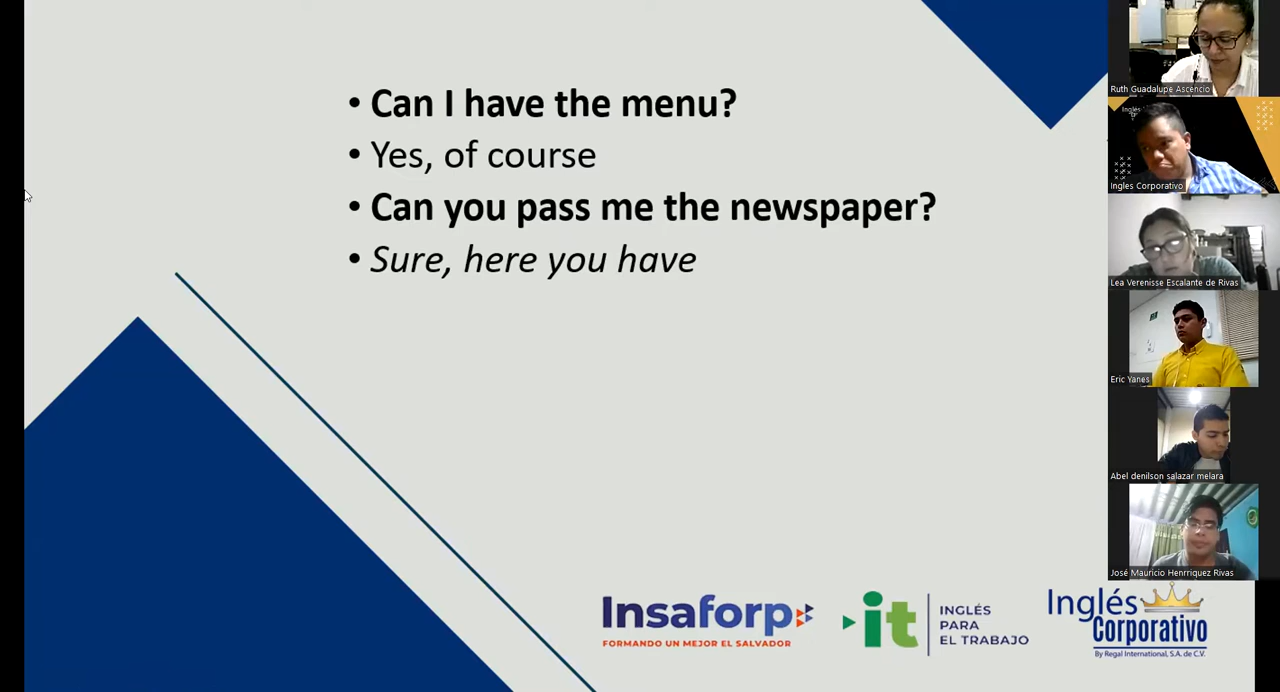 • Can I have the menu?
• Yes, of course
• Can you pass me the newspaper?
• Sure, here you have
Ruth Guadalupe Ascencio
Ingles Corporativo
Lea Verenisse Escalante de Rivas
Eric Yanes
Abel denilson salazar melara
José Mauricio Henrriquez Rivas
Insaforp
FORMANDO UN MEJOR EL SALVADOR
it
INGLÉS
PARA
EL TRABAJO
Inglés
Corporativo
By Regal International, S.A. de C.V.